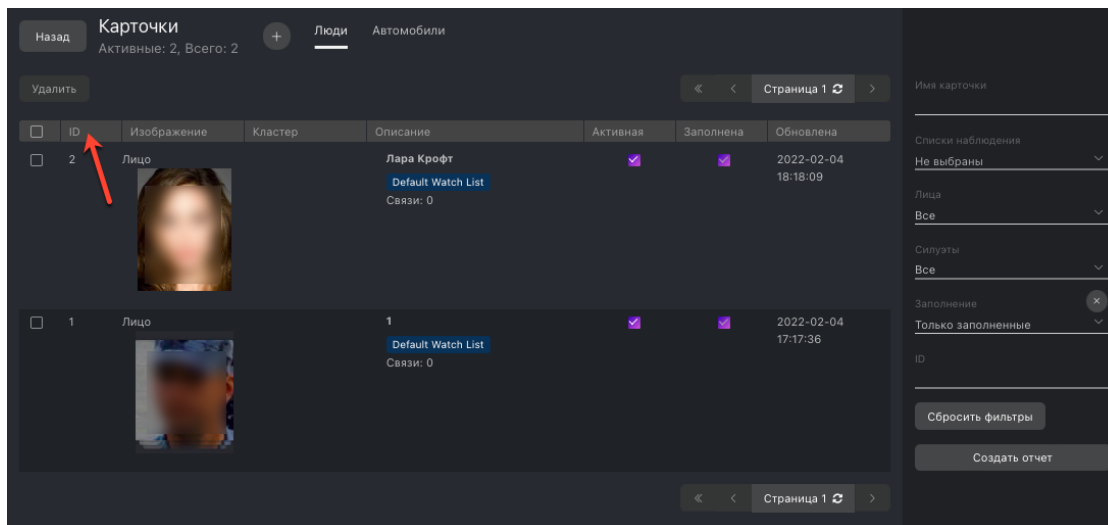 Назад
Карточки
Активные: 2, Всего: 2
+
Люди
Автомобили
Удалить
Страница 1
ID
Изображение
Кластер
Описание
Активная
Заполнена
Обновлена
2
Лицо
Лара Крофт
Default Watch List
Связи: 0
2022-02-04
18:18:09
1
Лицо
1
Default Watch List
Связи: 0
2022-02-04
17:17:36
Страница 1
Имя карточки
Списки наблюдения
Не выбраны
Лица
Все
Силуэты
Все
Заполнение
Только заполненные
ID
Сбросить фильтры
Создать отчет